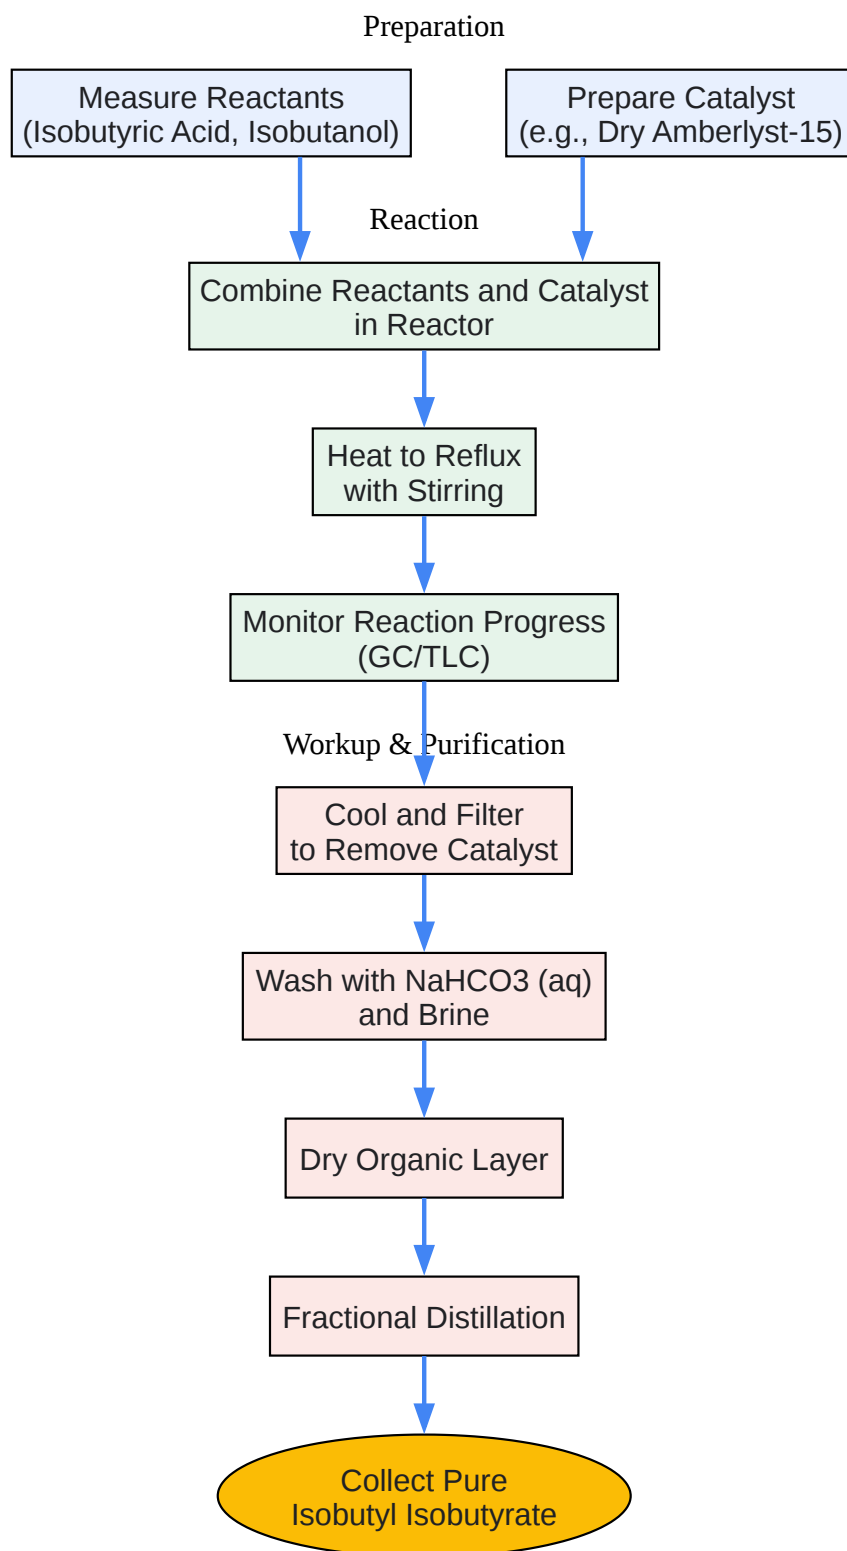 Preparation
Measure Reactants
(Isobutyric Acid, Isobutanol)
Prepare Catalyst
(e.g., Dry Amberlyst-15)
Reaction
Combine Reactants and Catalyst
in Reactor
Heat to Reflux
with Stirring
Monitor Reaction Progress
(GC/TLC)
Workup & Purification
Cool and Filter
to Remove Catalyst
Wash with NaHCO3 (aq)
and Brine
Dry Organic Layer
Fractional Distillation
Collect Pure
Isobutyl Isobutyrate